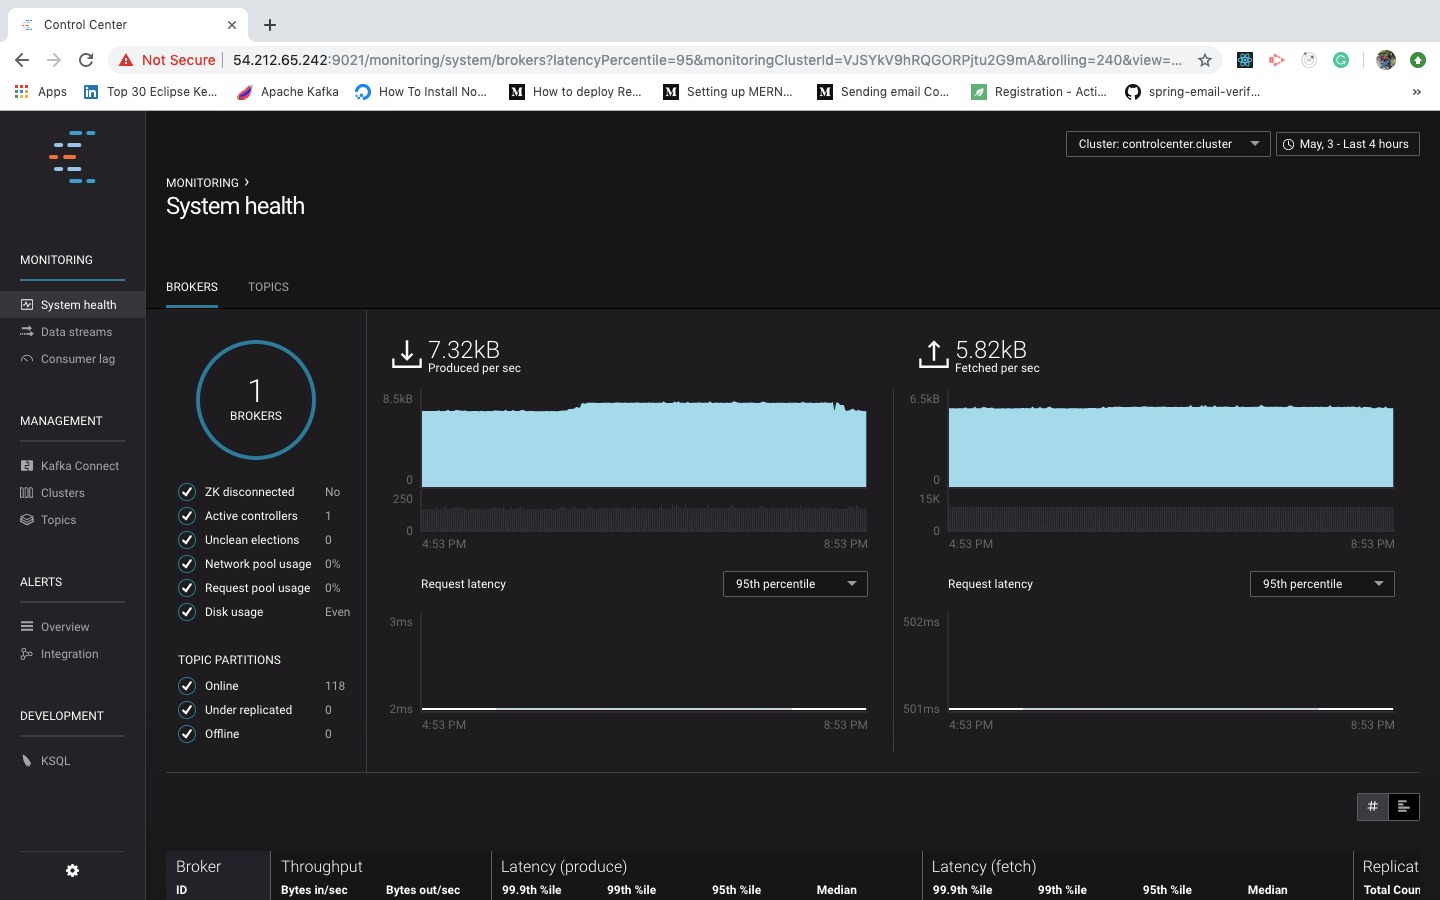 Control Center
Not Secure
54.212.65.242:9021/monitoring/system/brokers?latencyPercentile=95&monitoringClusterId=VJSYkV9hRQGORPjtu2G9mA&rolling=240&view=...
Apps
Top 30 Eclipse Ke...
Apache Kafka
How To Install No...
How to deploy Re...
Setting up MERN...
Sending email Co...
Registration - Acti...
spring-email-verif...
»
Cluster: controlcenter.cluster
May, 3 - Last 4 hours
MONITORING ›
System health
BROKERS
TOPICS
MONITORING
System health
Data streams
Consumer lag
MANAGEMENT
Kafka Connect
Clusters
Topics
ALERTS
Overview
Integration
DEVELOPMENT
KSQL
1
BROKERS
ZK disconnected No
Active controllers 1
Unclean elections 0
Network pool usage 0%
Request pool usage 0%
Disk usage Even
TOPIC PARTITIONS
Online 118
Under replicated 0
Offline 0
7.32kB
Produced per sec
8.5kB
0
250
0
4:53 PM 8:53 PM
Request latency
95th percentile
3ms
2ms
4:53 PM 8:53 PM
5.82kB
Fetched per sec
6.5kB
0
15K
0
4:53 PM 8:53 PM
Request latency
95th percentile
502ms
501ms
4:53 PM 8:53 PM
#
Broker Throughput Latency (produce) Latency (fetch) Replicat
ID Bytes in/sec Bytes out/sec 99.9th %ile 99th %ile 95th %ile Median 99.9th %ile 99th %ile 95th %ile Median Total Coun